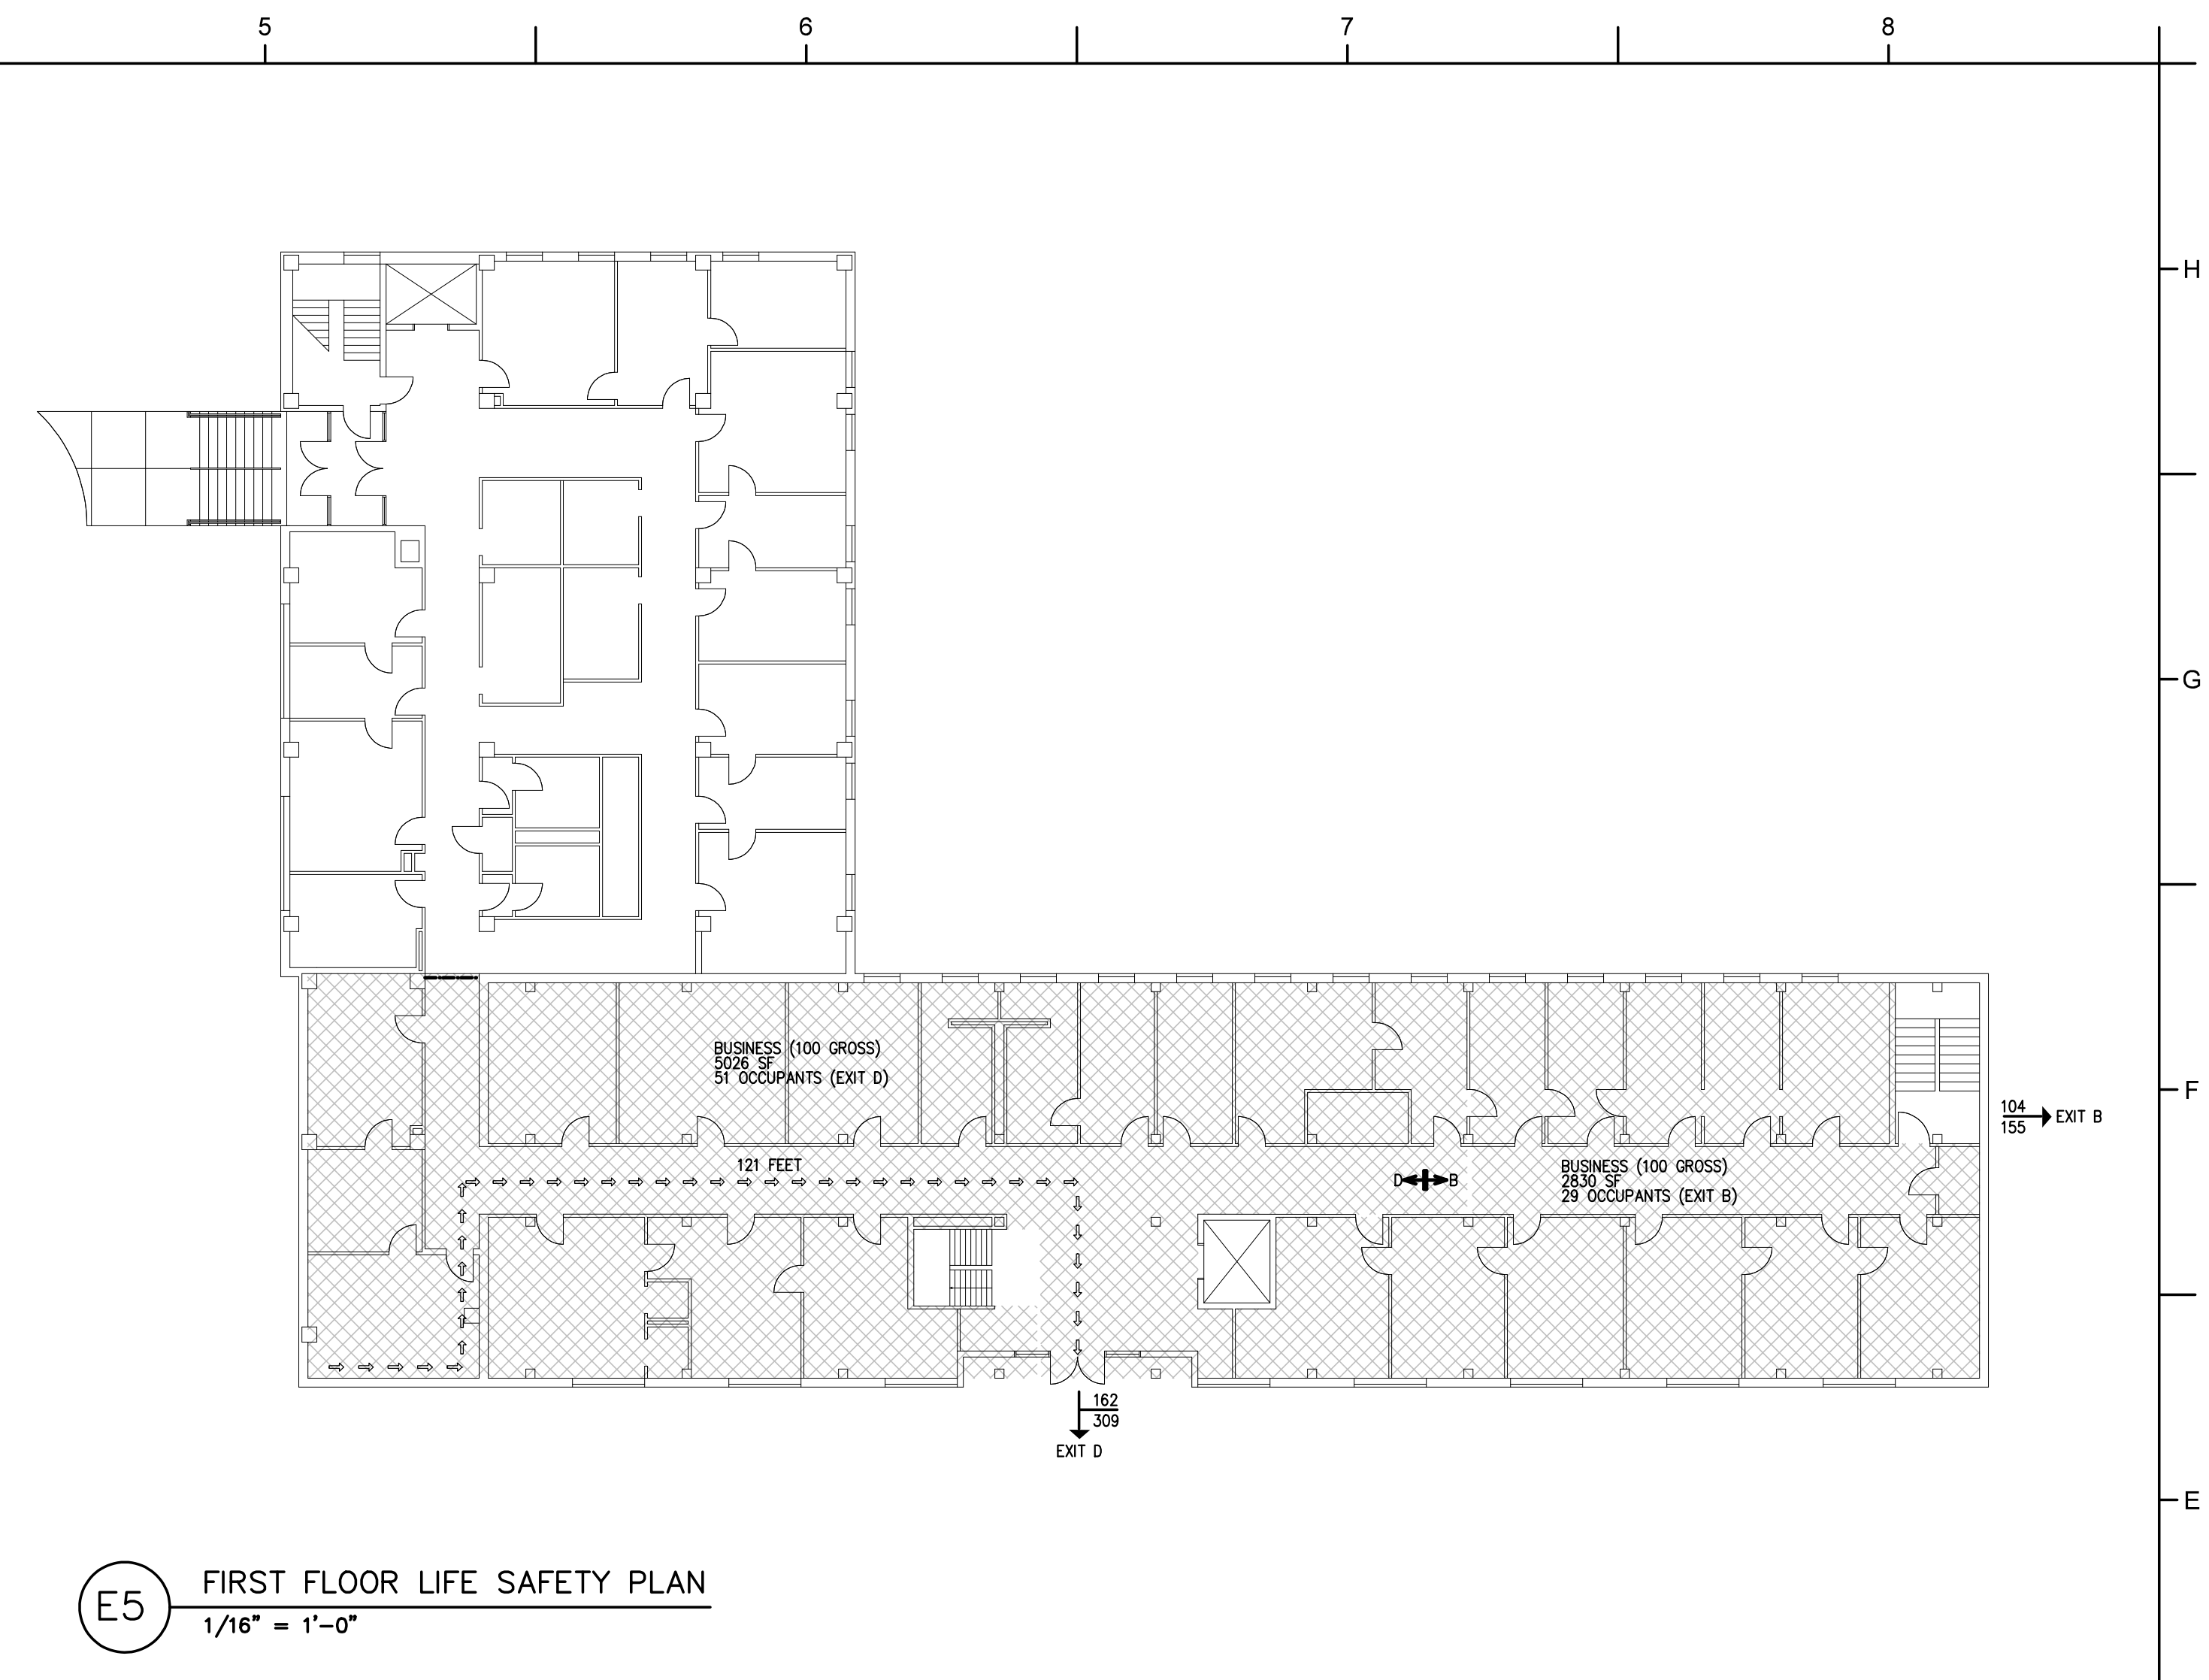 5
6
7
8
H
G
F
E
BUSINESS (100 GROSS)
5026 SF
51 OCCUPANTS (EXIT D)
104
155
EXIT B
121 FEET
D
B
BUSINESS (100 GROSS)
2830 SF
29 OCCUPANTS (EXIT B)
162
309
EXIT D
E5
FIRST FLOOR LIFE SAFETY PLAN
1/16" = 1'-0"